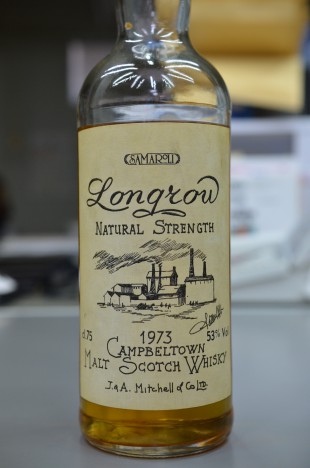 SAMAROLI
Longrow
NATURAL STRENGTH
cl.75 1973 53% Vol
CAMPBELTOWN
MALT SCOTCH WHISKY
J.&A. MITCHELL & Co LTD.